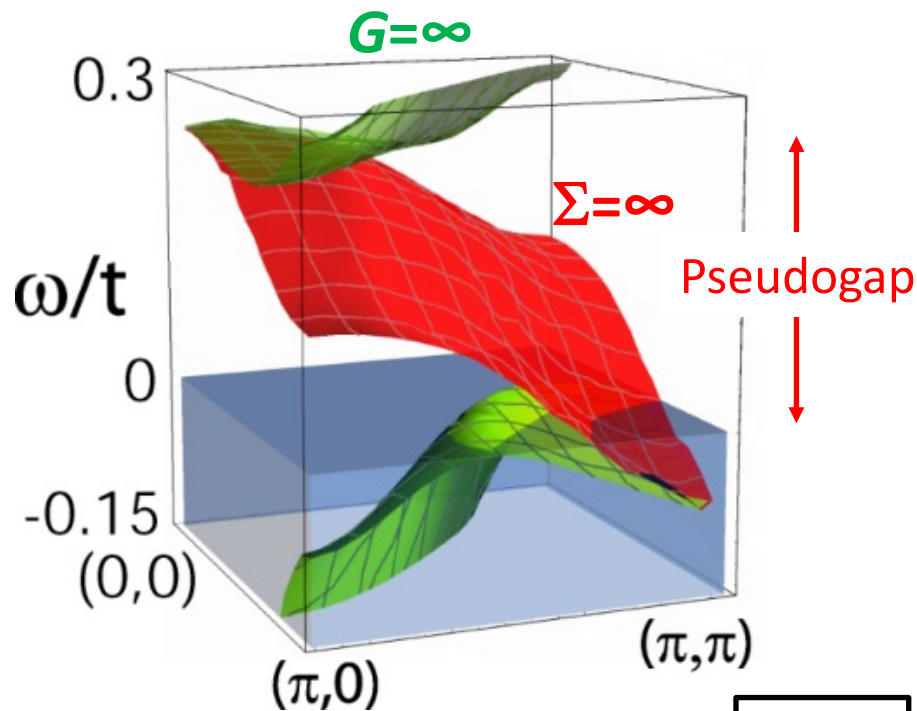 G=∞
0.3
Σ=∞
Pseudogap
ω/t
0
-0.15
(0,0)
(π,0)
(π,π)